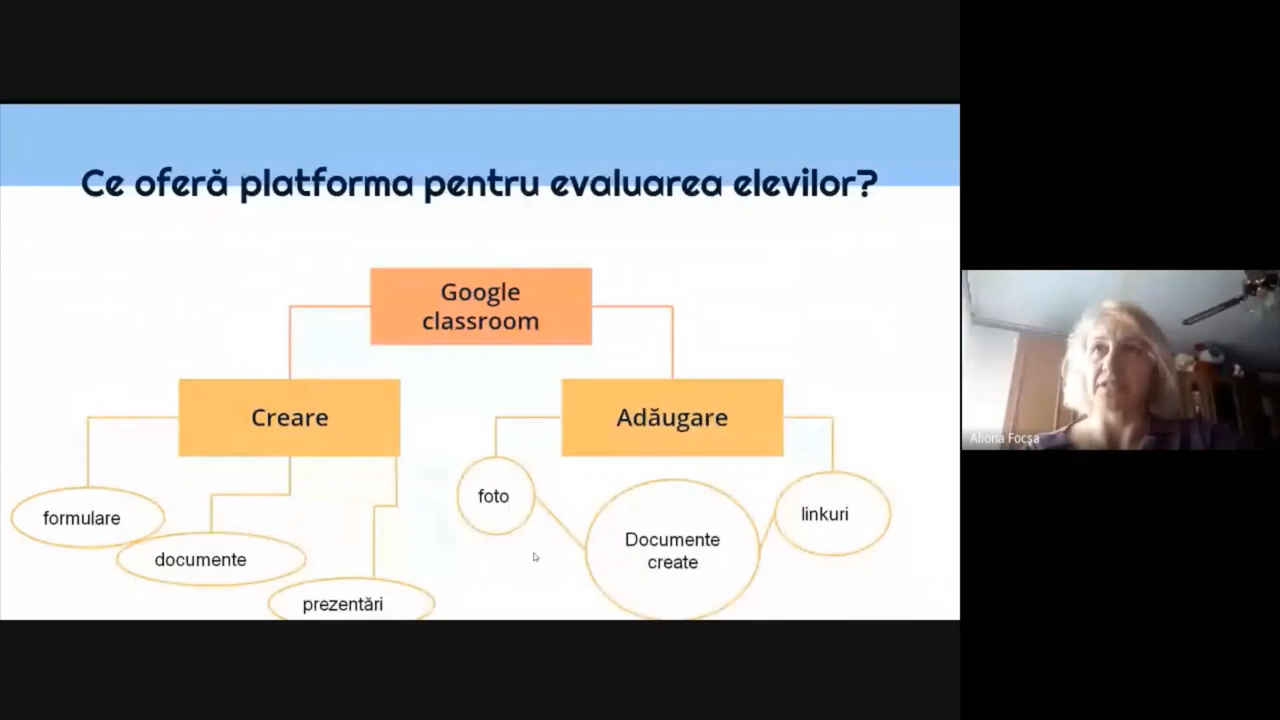 Ce oferă platforma pentru evaluarea elevilor?
Google
classroom
Creare
Adăugare
formulare
documente
prezentări
foto
Documente
create
linkuri
Aliona Focșa